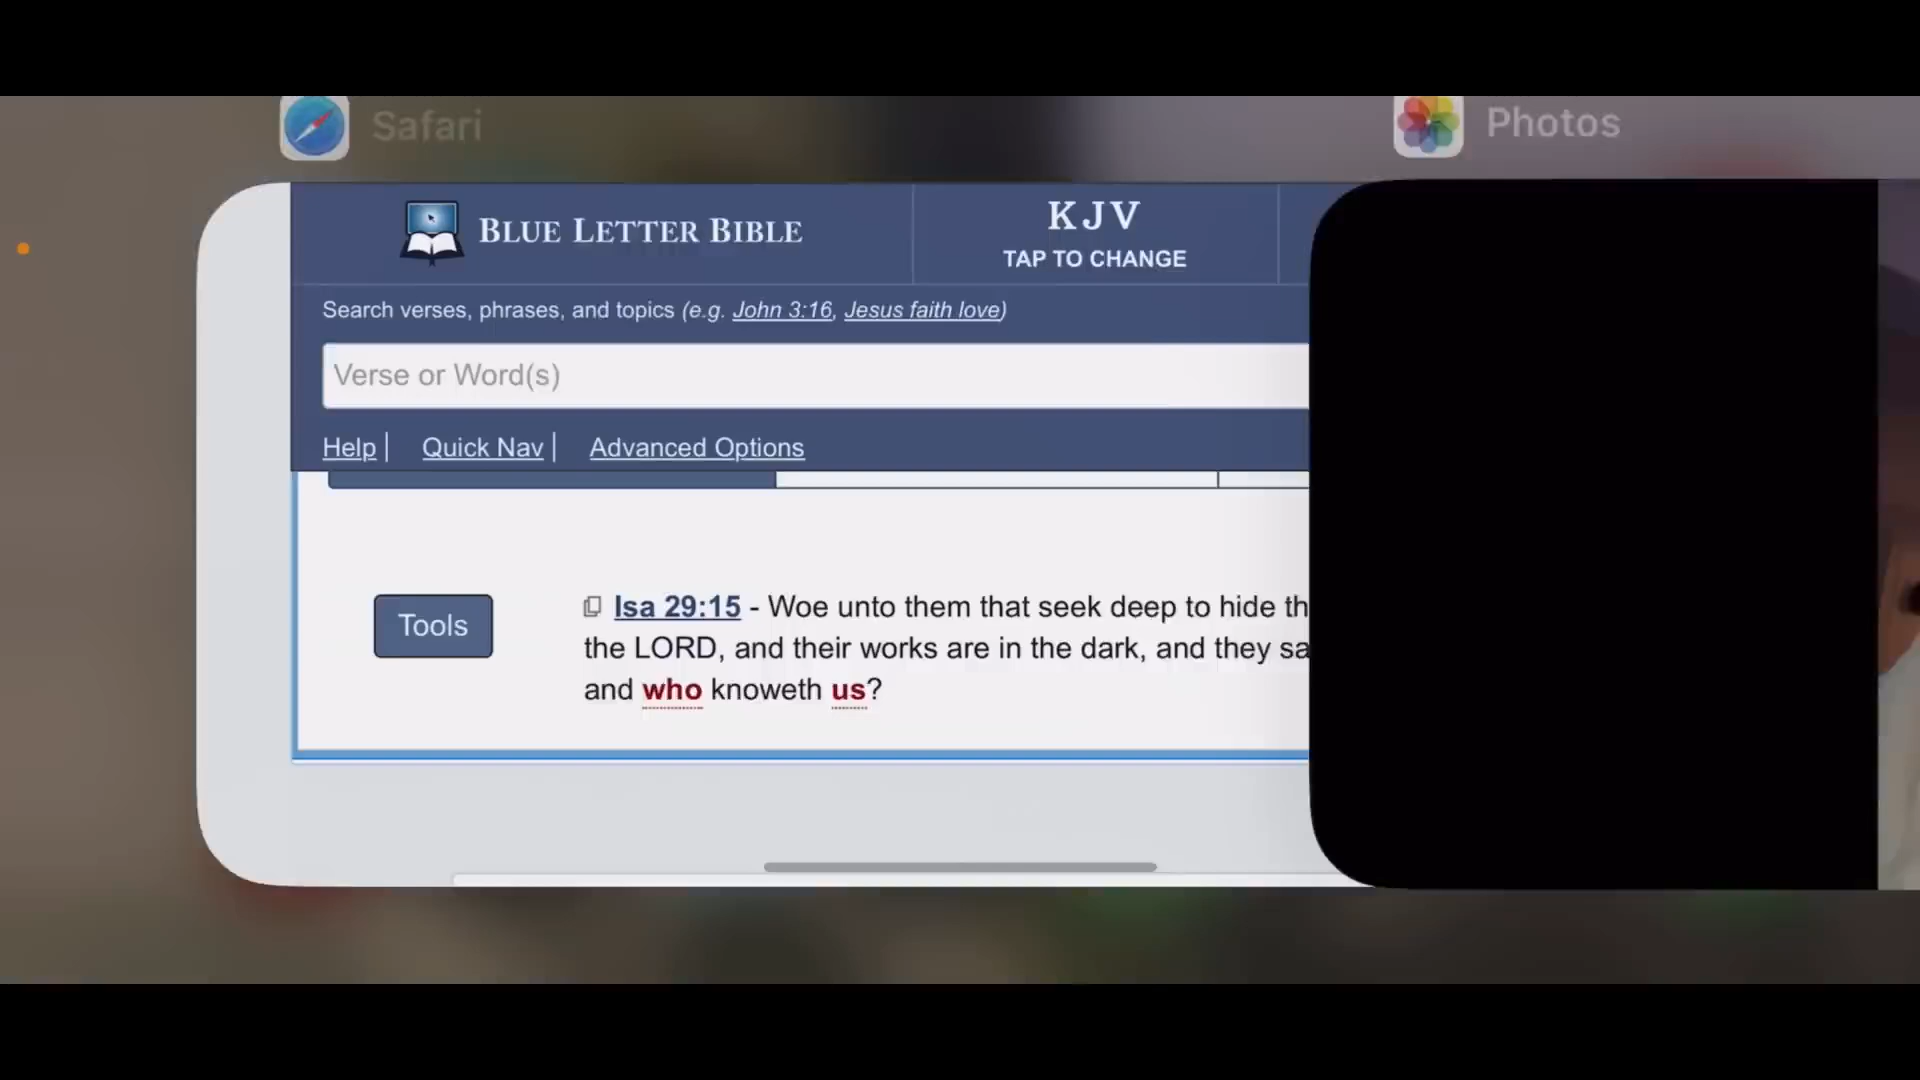 Safari
Photos
BLUE LETTER BIBLE
KJV
TAP TO CHANGE
Search verses, phrases, and topics (e.g. John 3:16, Jesus faith love)
Verse or Word(s)
Help | Quick Nav | Advanced Options
Tools
Isa 29:15 - Woe unto them that seek deep to hide th
the LORD, and their works are in the dark, and they sa
and who knoweth us?